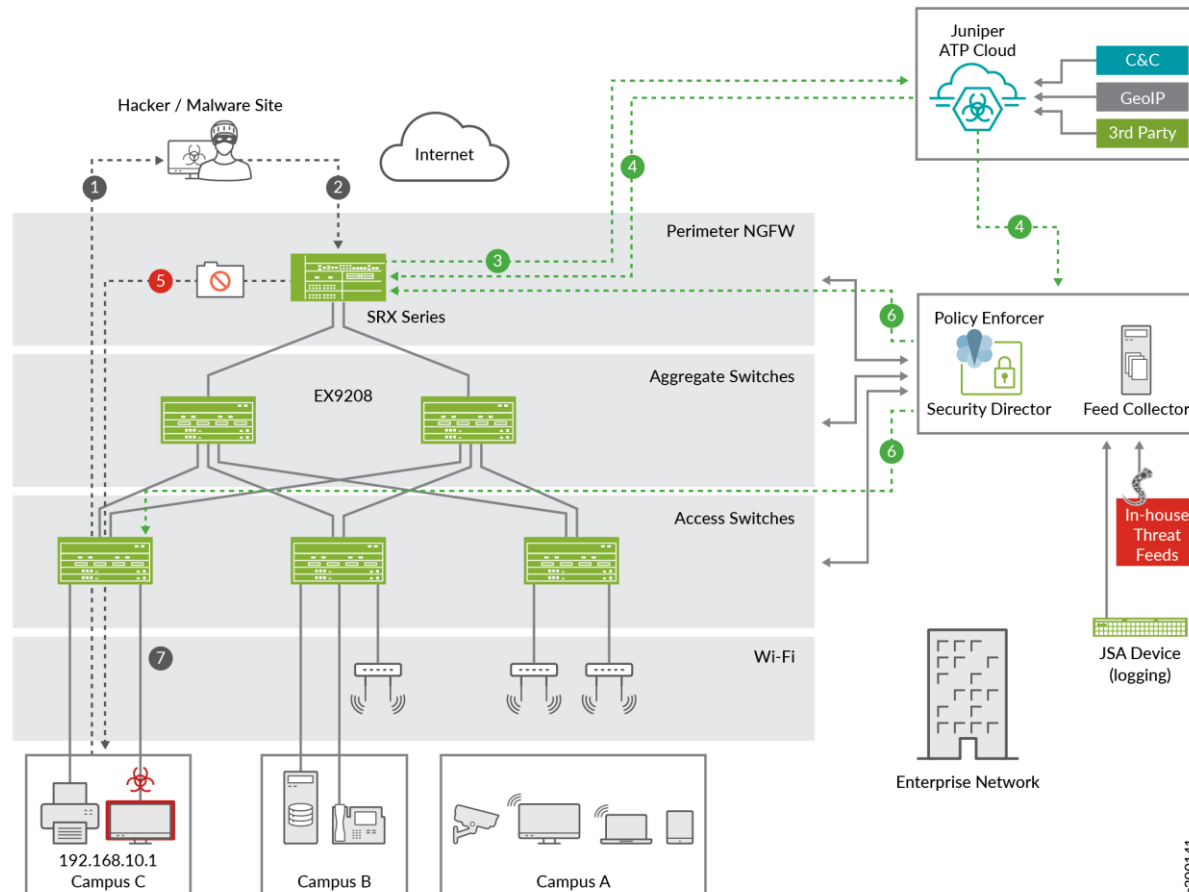 Juniper
ATP Cloud
C&C
GeoIP
3rd Party
Hacker / Malware Site
Internet
1
2
4
4
Perimeter NGFW
3
5
SRX Series
6
Policy Enforcer
Security Director
Feed Collector
Aggregate Switches
EX9208
6
Access Switches
In-house
Threat
Feeds
7
Wi-Fi
JSA Device
(logging)
Enterprise Network
192.168.10.1
Campus C
Campus B
Campus A